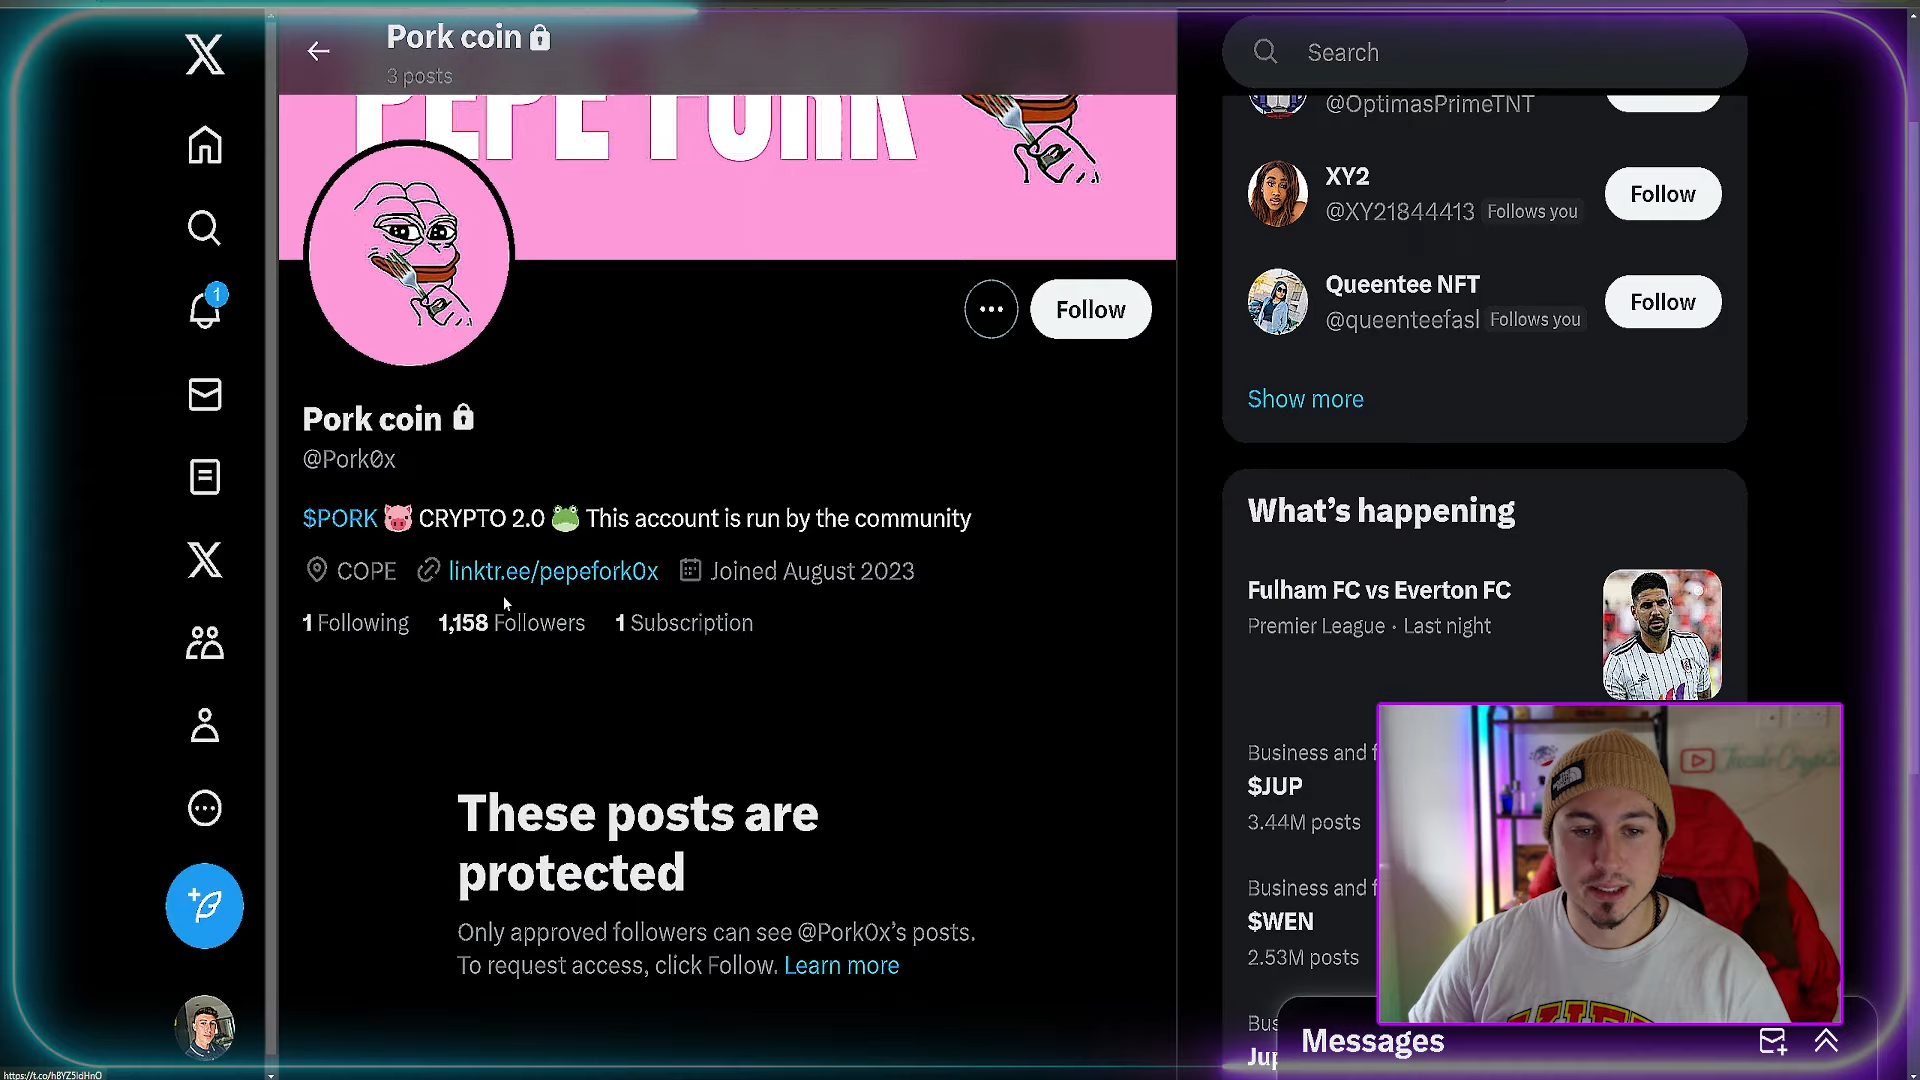 Pork coin
3 posts
PEPE FORK
Pork coin
@Pork0x
$PORK 🐷 CRYPTO 2.0 🐸 This account is run by the community
COPE linktr.ee/pepefork0x Joined August 2023
1 Following 1,158 Followers 1 Subscription
Follow
These posts are
protected
Only approved followers can see @Pork0x's posts.
To request access, click Follow. Learn more
1
Search
@OptimasPrimeTNT
XY2
@XY21844413 Follows you
Follow
Queentee NFT
@queenteefasl Follows you
Follow
Show more
What's happening
Fulham FC vs Everton FC
Premier League · Last night
Business and f
$JUP
3.44M posts
Business and f
$WEN
2.53M posts
Bus
Jup
Messages
https://t.co/hBYZ5IdHnO